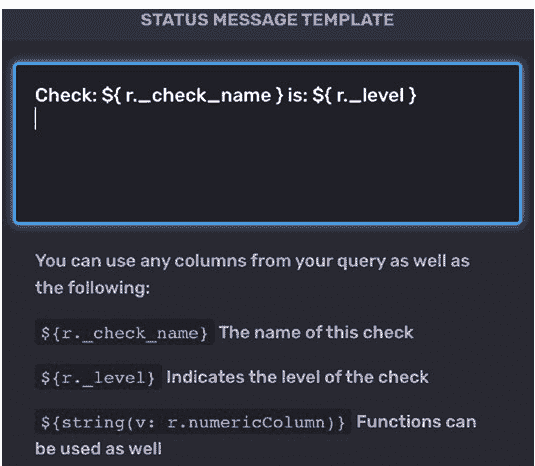 STATUS MESSAGE TEMPLATE
Check: ${ r._check_name } is: ${ r._level }
You can use any columns from your query as well as
the following:
${r._check_name} The name of this check
${r._level} Indicates the level of the check
${string(v: r.numericColumn)} Functions can
be used as well